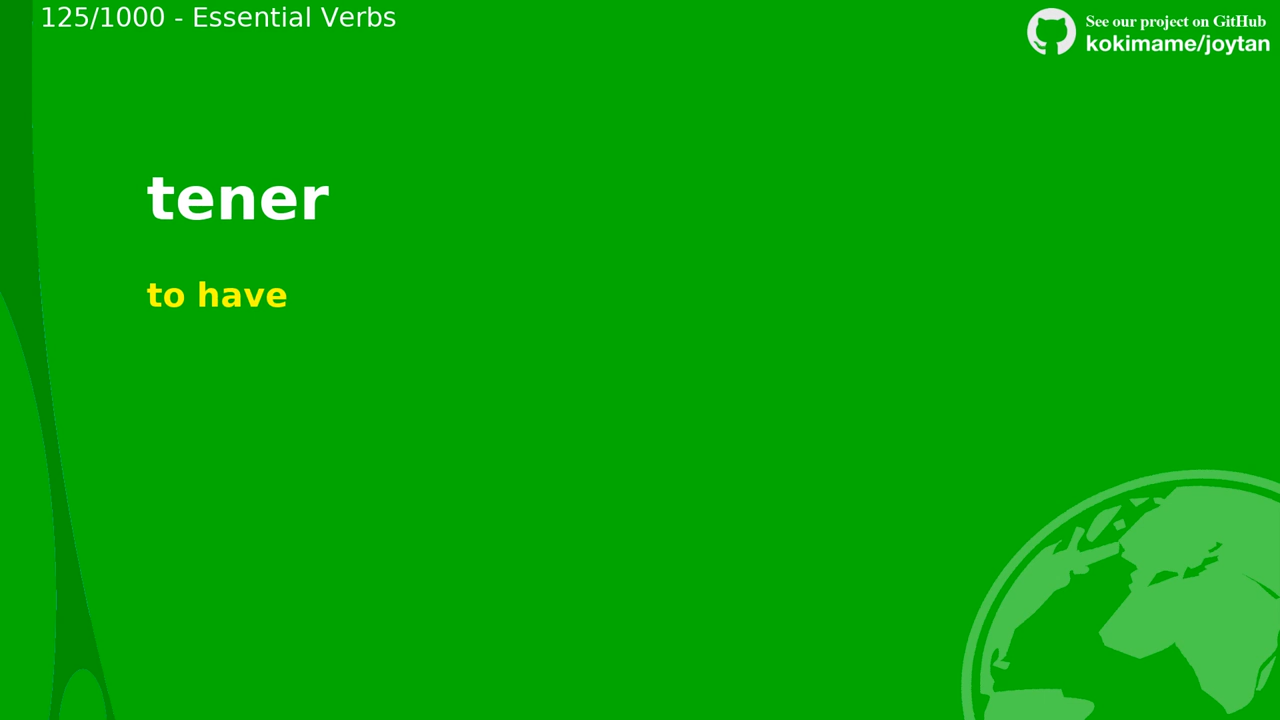 125/1000 - Essential Verbs
See our project on GitHub
kokimame/joytan
tener
to have